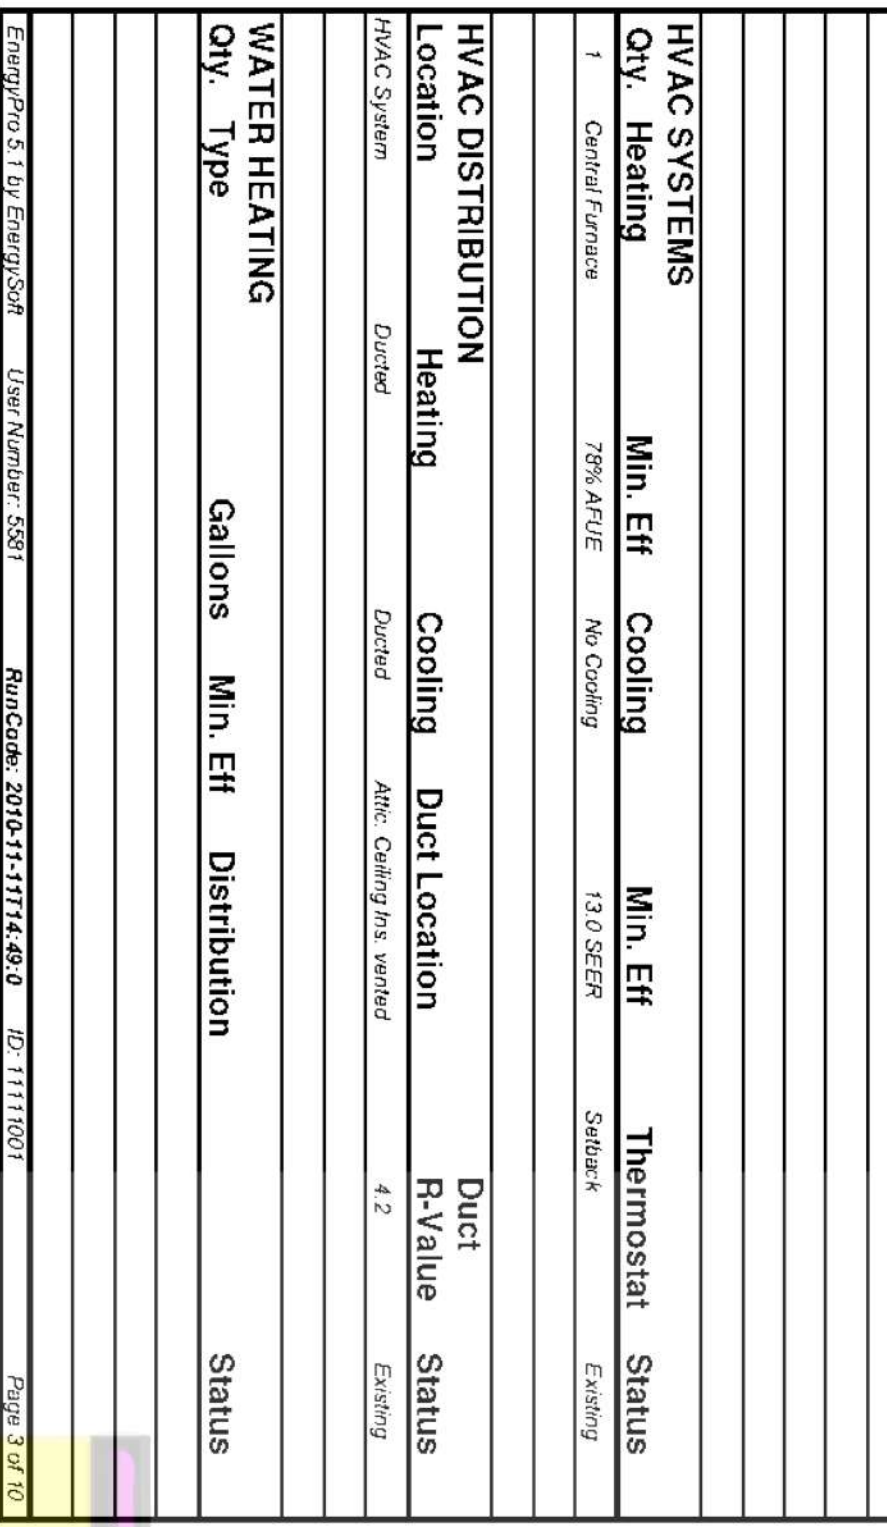 HVAC SYSTEMS
Qty. Heating Min. Eff Cooling Min. Eff Thermostat Status
1 Central Furnace 78% AFUE No Cooling 13.0 SEER Setback Existing
HVAC DISTRIBUTION Duct
Location Heating Cooling Duct Location R-Value Status
HVAC System Ducted Ducted Attic, Ceiling Ins. vented 4.2 Existing
WATER HEATING
Qty. Type Gallons Min. Eff Distribution Status
EnergyPro 5.1 by EnergySoft User Number: 5581 RunCode: 2010-11-11T14:49:0 ID: 11111001 Page 3 of 10